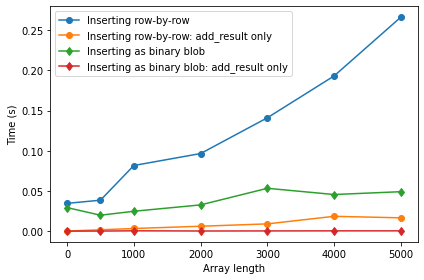 Inserting row-by-row
Inserting row-by-row: add_result only
Inserting as binary blob
Inserting as binary blob: add_result only
Time (s)
0.25
0.20
0.15
0.10
0.05
0.00
0 1000 2000 3000 4000 5000
Array length